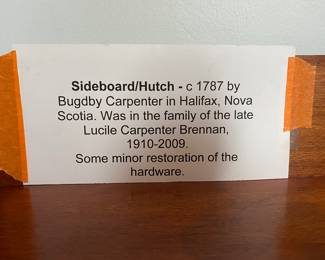 Sideboard/Hutch - c 1787 by
Bugdby Carpenter in Halifax, Nova
Scotia. Was in the family of the late
Lucile Carpenter Brennan,
1910-2009.
Some minor restoration of the
hardware.